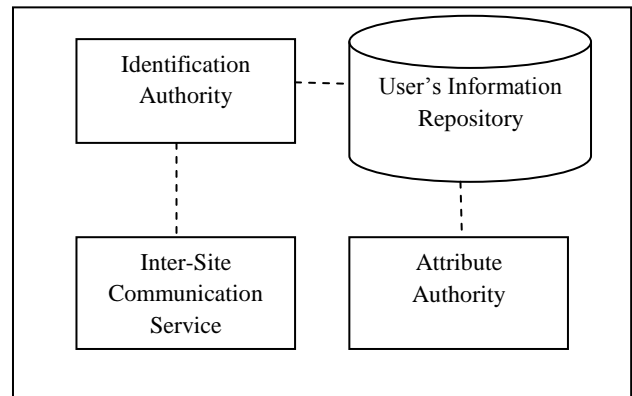 Identification
Authority
User's Information
Repository
Inter-Site
Communication
Service
Attribute
Authority